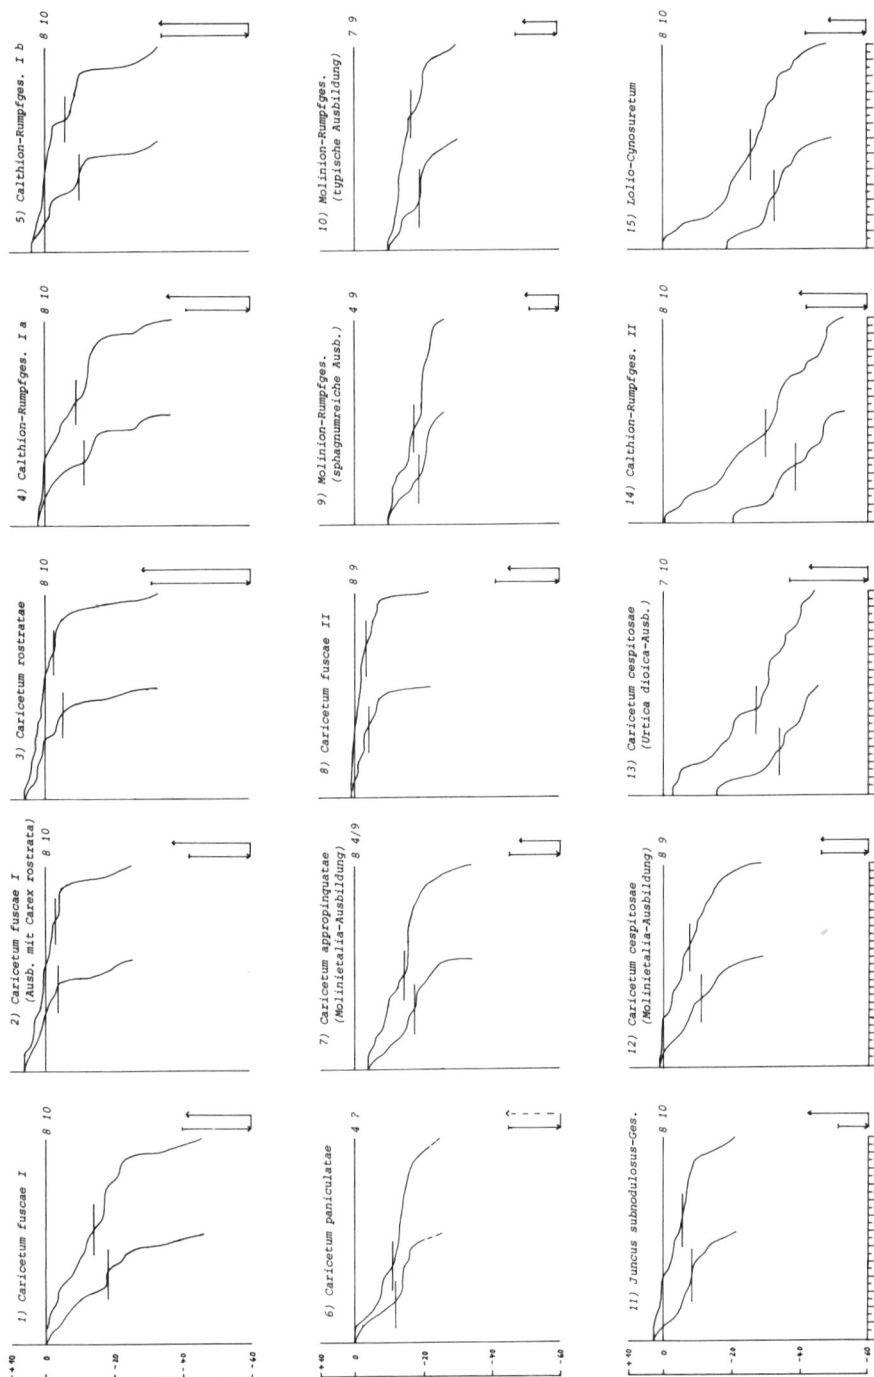 1) Caricetum fuscae I
8 10
2) Caricetum fuscae I
(Ausb. mit Carex rostrata)
8 10
3) Caricetum rostratae
8 10
4) Calthion-Rumpfges. I a
8 10
5) Calthion-Rumpfges. I b
8 10
+40
0
-20
-40
-60
6) Caricetum paniculatae
4 ?
7) Caricetum appropinquatae
(Molinietalia-Ausbildung)
8 4/9
8) Caricetum fuscae II
8 9
9) Molinion-Rumpfges.
(sphagnumreiche Ausb.)
4 9
10) Molinion-Rumpfges.
(typische Ausbildung)
7 9
+40
0
-20
-40
-60
11) Juncus subnodulosus-Ges.
8 10
12) Caricetum cespitosae
(Molinietalia-Ausbildung)
8 9
13) Caricetum cespitosae
(Urtica dioica-Ausb.)
7 10
14) Calthion-Rumpfges. II
8 10
15) Lolio-Cynosuretum
8 10
+40
0
-20
-40
-60